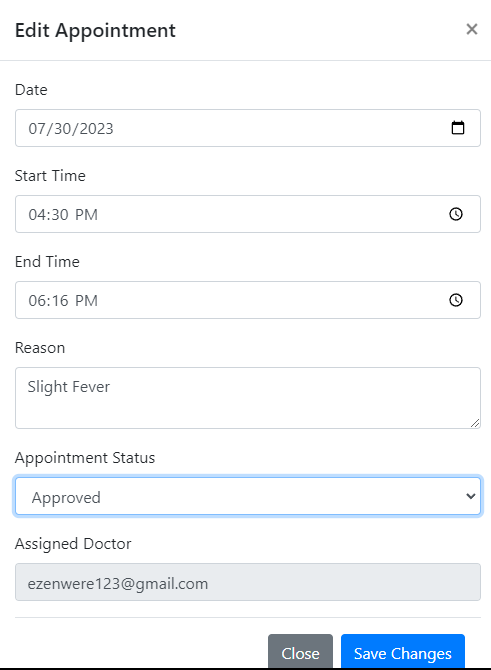 Edit Appointment ×
Date
07/30/2023
Start Time
04:30 PM
End Time
06:16 PM
Reason
Slight Fever
Appointment Status
Approved
Assigned Doctor
ezenwere123@gmail.com
Close Save Changes